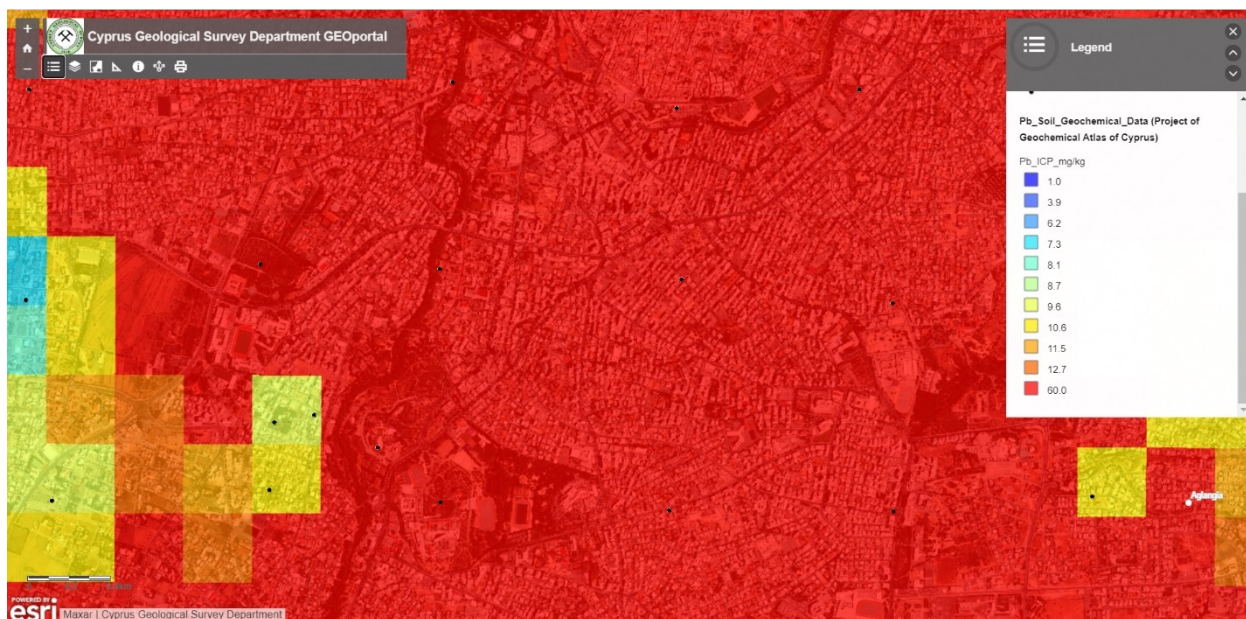 +
−
Cyprus Geological Survey Department GEOportal
Legend
Pb_Soil_Geochemical_Data (Project of
Geochemical Atlas of Cyprus)
Pb_ICP_mg/kg
1.0
3.9
6.2
7.3
8.1
8.7
9.6
10.6
11.5
12.7
60.0
Aglangia
POWERED BY
esri
Maxar | Cyprus Geological Survey Department